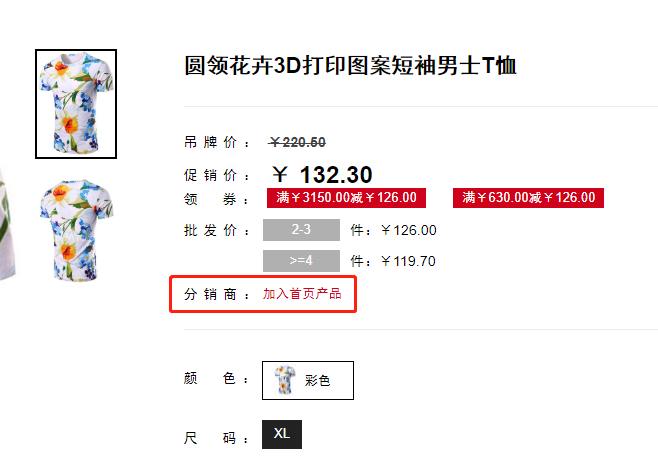 圆领花卉3D打印图案短袖男士T恤
吊牌价：￥220.50
促销价：￥ 132.30
领 券：满￥3150.00减￥126.00 满￥630.00减￥126.00
批发价：2-3 件：￥126.00
>=4 件：￥119.70
分销商：加入首页产品
颜 色：彩色
尺 码：XL